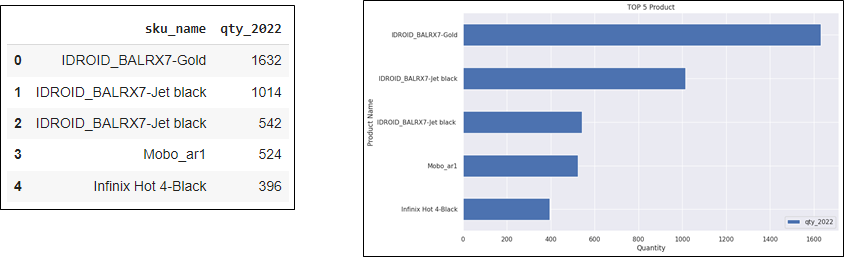 sku_name qty_2022
0 IDROID_BALRX7-Gold 1632
1 IDROID_BALRX7-Jet black 1014
2 IDROID_BALRX7-Jet black 542
3 Mobo_ar1 524
4 Infinix Hot 4-Black 396
TOP 5 Product
Product Name
IDROID_BALRX7-Gold
IDROID_BALRX7-Jet black
IDROID_BALRX7-Jet black
Mobo_ar1
Infinix Hot 4-Black
qty_2022
0 200 400 600 800 1000 1200 1400 1600
Quantity